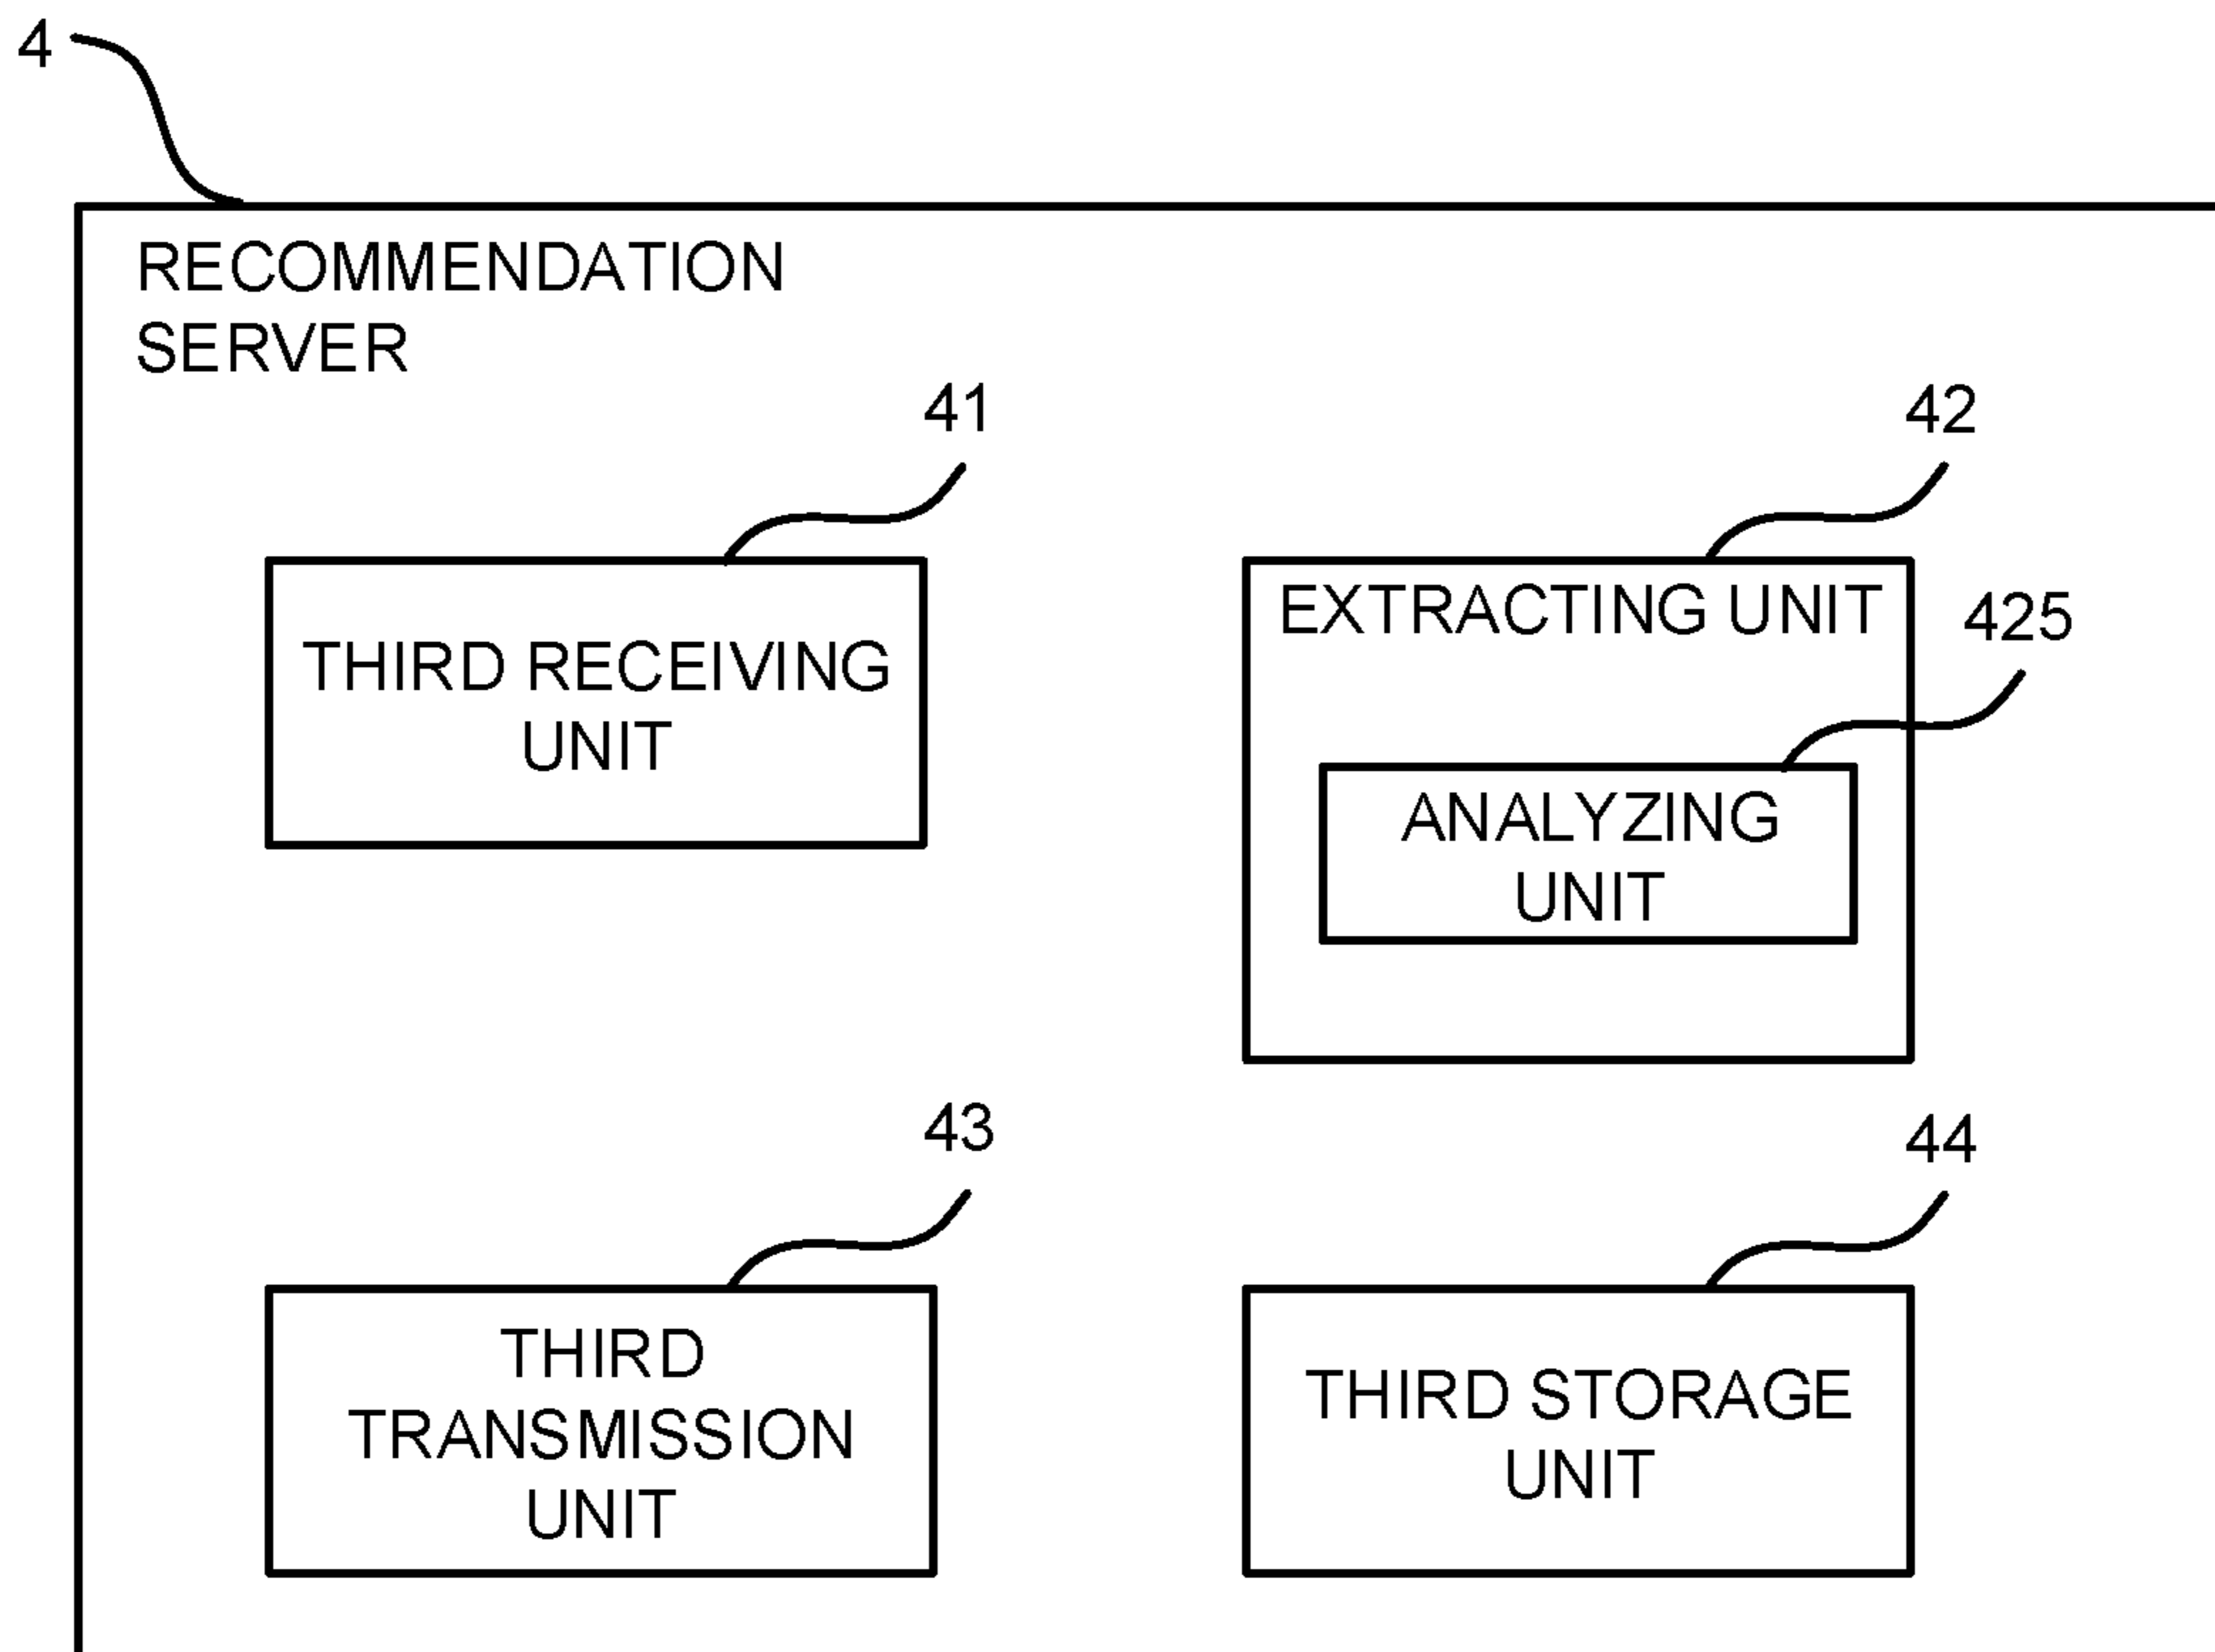 4
RECOMMENDATION
SERVER
41
THIRD RECEIVING
UNIT
42
EXTRACTING UNIT
425
ANALYZING
UNIT
43
THIRD
TRANSMISSION
UNIT
44
THIRD STORAGE
UNIT